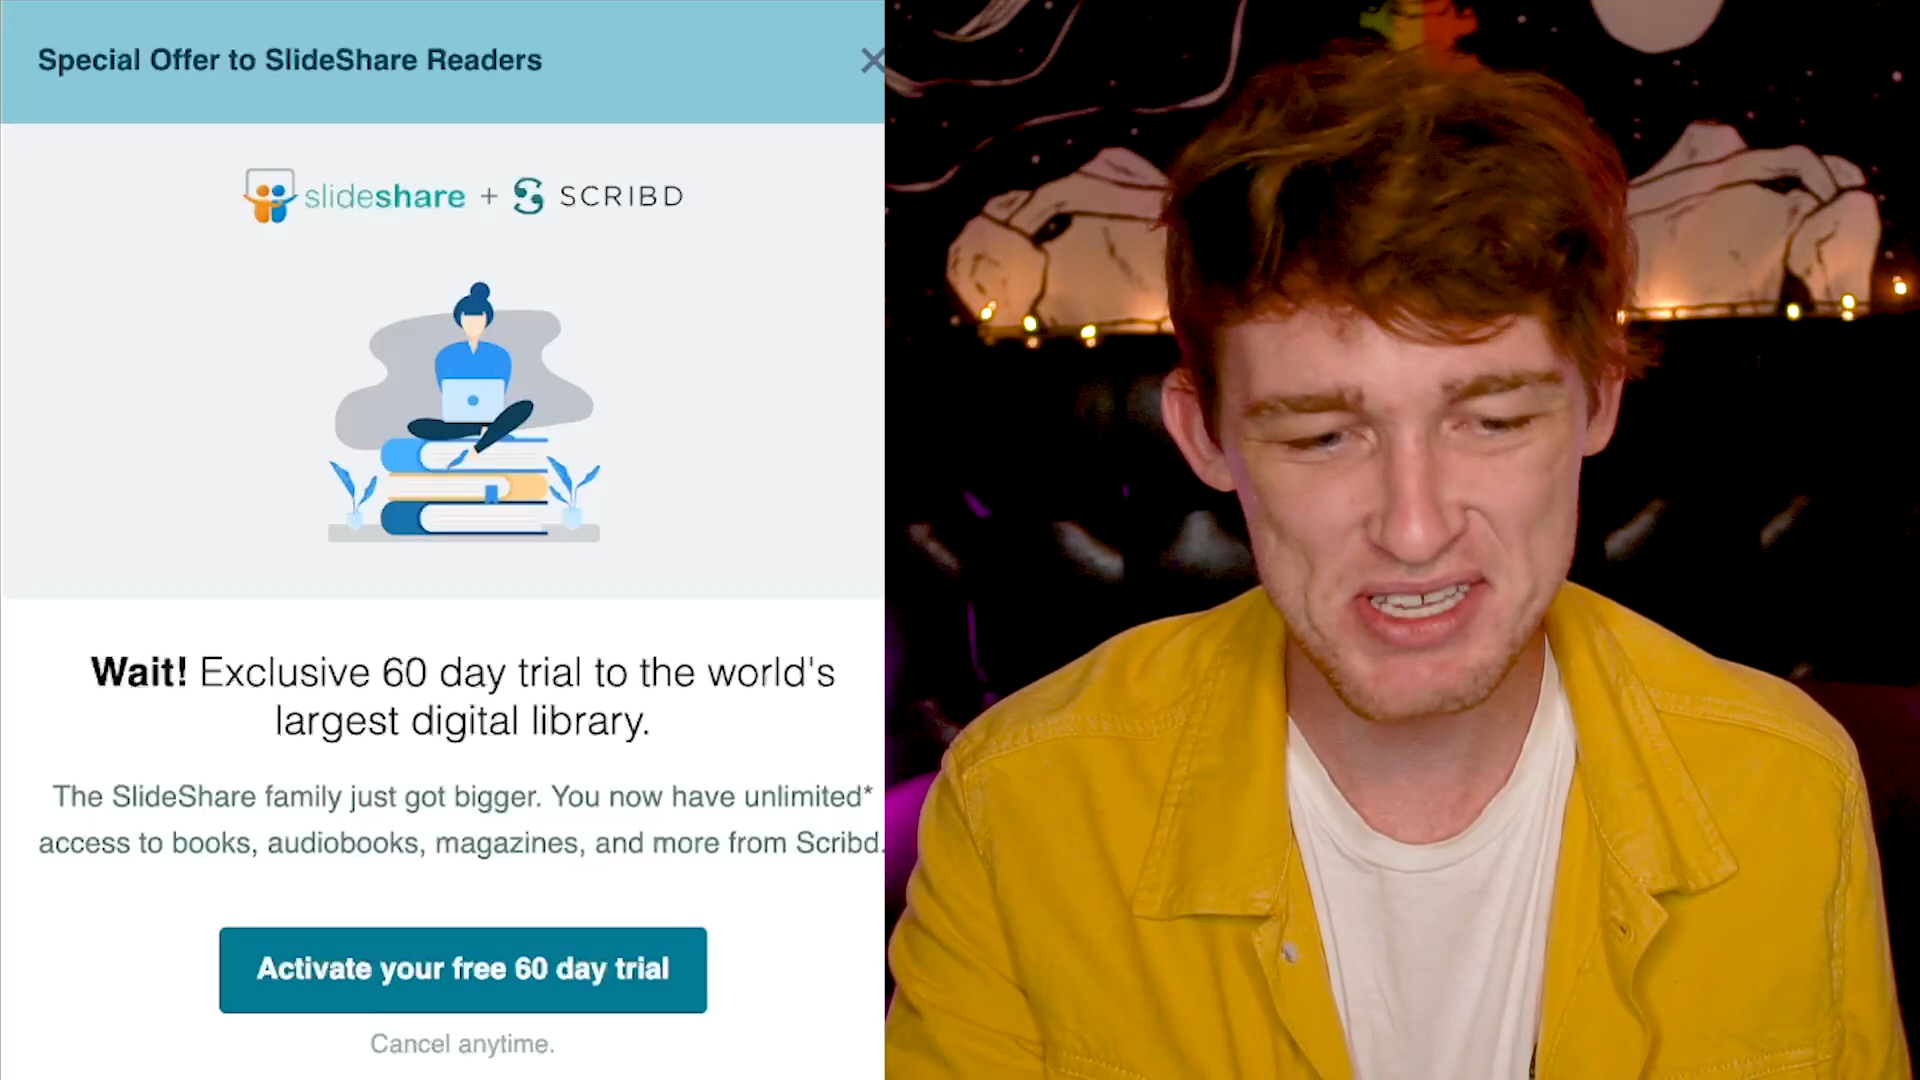 Special Offer to SlideShare Readers
slideshare + SCRIBD
Wait! Exclusive 60 day trial to the world's
largest digital library.
The SlideShare family just got bigger. You now have unlimited*
access to books, audiobooks, magazines, and more from Scribd.
Activate your free 60 day trial
Cancel anytime.